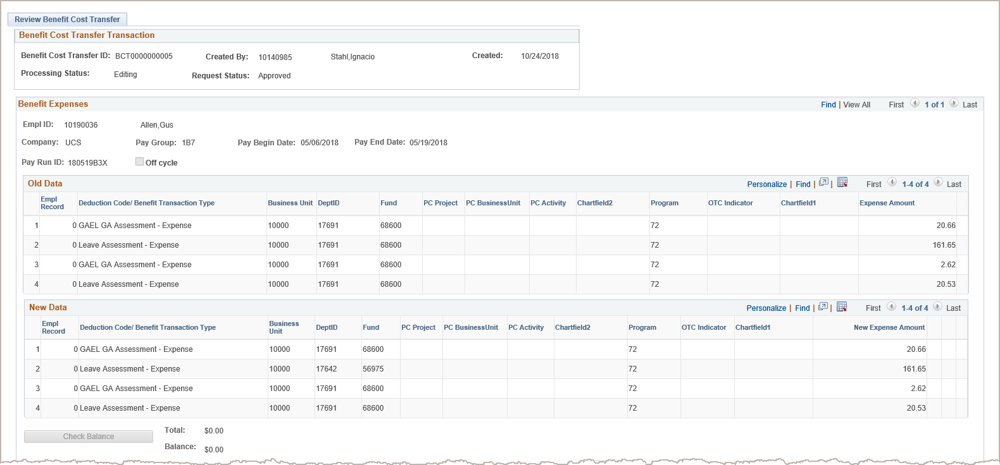 Review Benefit Cost Transfer
Benefit Cost Transfer Transaction
Benefit Cost Transfer ID: BCT0000000005 Created By: 10140985 Stahl,Ignacio Created: 10/24/2018
Processing Status: Editing Request Status: Approved
Benefit Expenses Find | View All First 1 of 1 Last
Empl ID: 10190036 Allen,Gus
Company: UCS Pay Group: 1B7 Pay Begin Date: 05/06/2018 Pay End Date: 05/19/2018
Pay Run ID: 180519B3X Off cycle
Old Data Personalize | Find | | First 1-4 of 4 Last
Empl Record Deduction Code/ Benefit Transaction Type Business Unit DeptID Fund PC Project PC BusinessUnit PC Activity Chartfield2 Program OTC Indicator Chartfield1 Expense Amount
1 0 GAEL GA Assessment - Expense 10000 17691 68600 72 20.66
2 0 Leave Assessment - Expense 10000 17691 68600 72 161.65
3 0 GAEL GA Assessment - Expense 10000 17691 68600 72 2.62
4 0 Leave Assessment - Expense 10000 17691 68600 72 20.53
New Data Personalize | Find | | First 1-4 of 4 Last
Empl Record Deduction Code/ Benefit Transaction Type Business Unit DeptID Fund PC Project PC BusinessUnit PC Activity Chartfield2 Program OTC Indicator Chartfield1 New Expense Amount
1 0 GAEL GA Assessment - Expense 10000 17691 68600 72 20.66
2 0 Leave Assessment - Expense 10000 17642 56975 72 161.65
3 0 GAEL GA Assessment - Expense 10000 17691 68600 72 2.62
4 0 Leave Assessment - Expense 10000 17691 68600 72 20.53
Check Balance Total: $0.00
Balance: $0.00